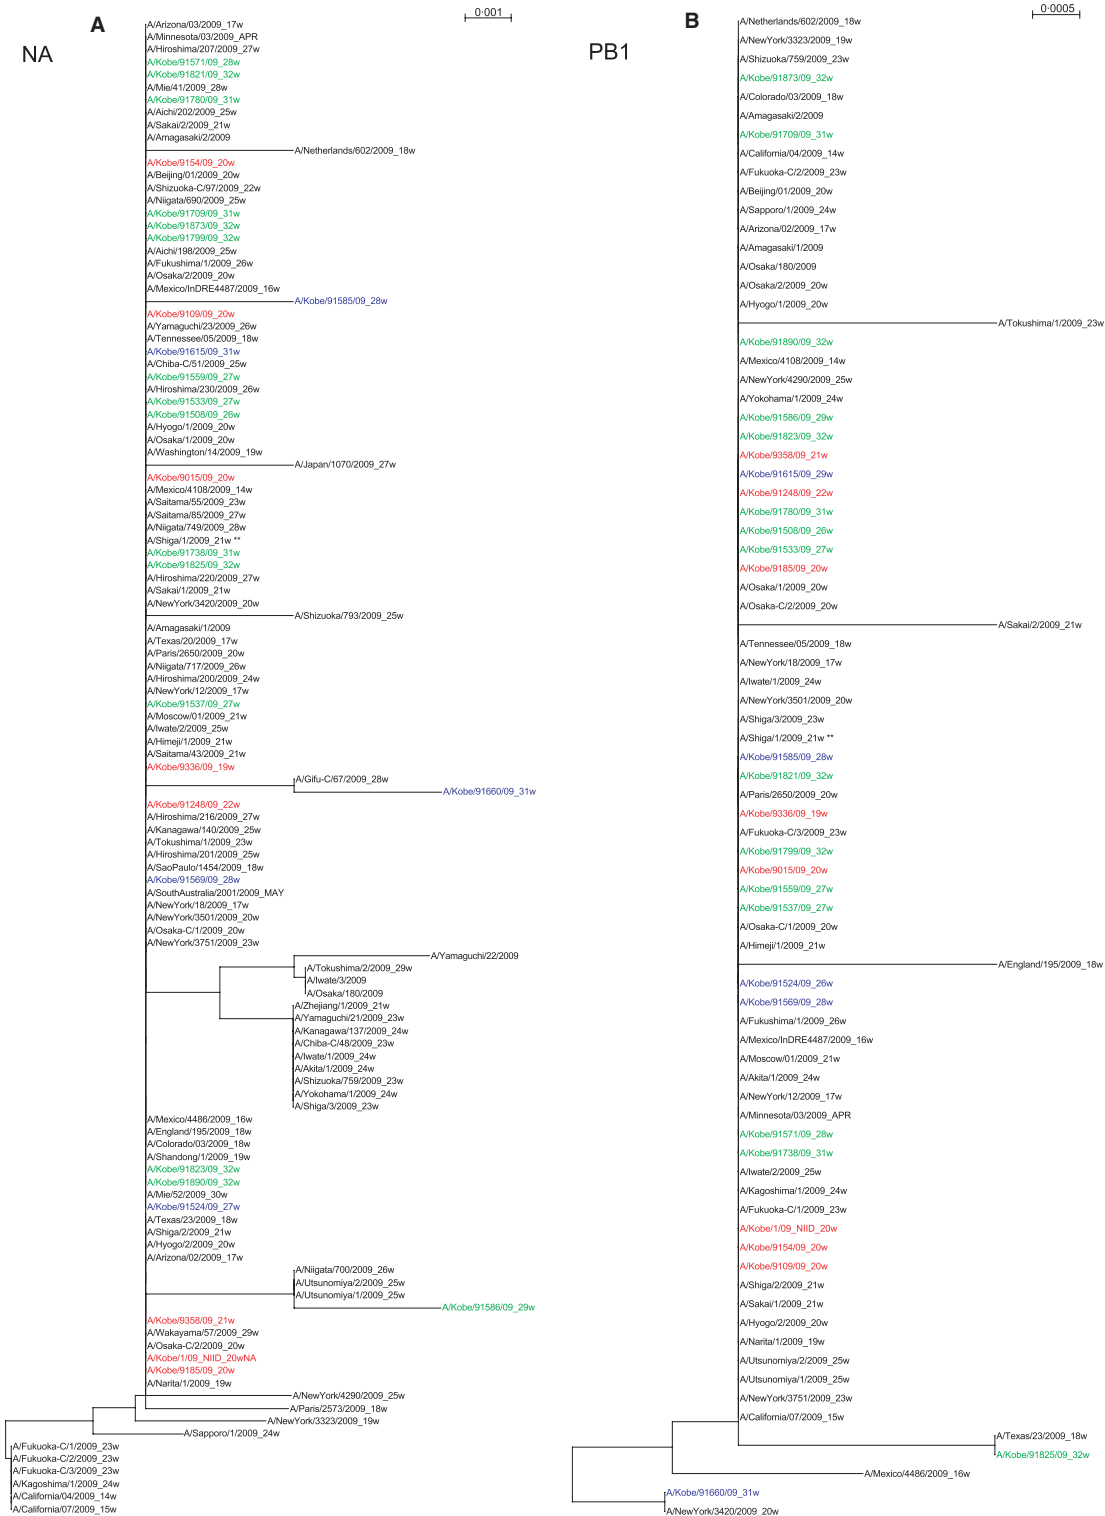 A
NA
0·001
A/Arizona/03/2009_17w
A/Minnesota/03/2009_APR
A/Hiroshima/207/2009_27w
A/Kobe/91571/09_28w
A/Kobe/91821/09_32w
A/Mie/41/2009_28w
A/Kobe/91780/09_31w
A/Aichi/202/2009_25w
A/Sakai/2/2009_21w
A/Amagasaki/2/2009
A/Netherlands/602/2009_18w
A/Kobe/9154/09_20w
A/Beijing/01/2009_20w
A/Shizuoka-C/97/2009_22w
A/Niigata/690/2009_25w
A/Kobe/91709/09_31w
A/Kobe/91873/09_32w
A/Kobe/91799/09_32w
A/Aichi/198/2009_25w
A/Fukushima/1/2009_26w
A/Osaka/2/2009_20w
A/Mexico/InDRE4487/2009_16w
A/Kobe/91585/09_28w
A/Kobe/9109/09_20w
A/Yamaguchi/23/2009_26w
A/Tennessee/05/2009_18w
A/Kobe/91615/09_31w
A/Chiba-C/51/2009_25w
A/Kobe/91559/09_27w
A/Hiroshima/230/2009_26w
A/Kobe/91533/09_27w
A/Kobe/91508/09_26w
A/Hyogo/1/2009_20w
A/Osaka/1/2009_20w
A/Washington/14/2009_19w
A/Japan/1070/2009_27w
A/Kobe/9015/09_20w
A/Mexico/4108/2009_14w
A/Saitama/55/2009_23w
A/Saitama/85/2009_27w
A/Niigata/749/2009_28w
A/Shiga/1/2009_21w **
A/Kobe/91738/09_31w
A/Kobe/91825/09_32w
A/Hiroshima/220/2009_27w
A/Sakai/1/2009_21w
A/NewYork/3420/2009_20w
A/Shizuoka/793/2009_25w
A/Amagasaki/1/2009
A/Texas/20/2009_17w
A/Paris/2650/2009_20w
A/Niigata/717/2009_26w
A/Hiroshima/200/2009_24w
A/NewYork/12/2009_17w
A/Kobe/91537/09_27w
A/Moscow/01/2009_21w
A/Iwate/2/2009_25w
A/Himeji/1/2009_21w
A/Saitama/43/2009_21w
A/Kobe/9336/09_19w
A/Gifu-C/67/2009_28w
A/Kobe/91660/09_31w
A/Kobe/91248/09_22w
A/Hiroshima/216/2009_27w
A/Kanagawa/140/2009_25w
A/Tokushima/1/2009_23w
A/Hiroshima/201/2009_25w
A/SaoPaulo/1454/2009_18w
A/Kobe/91569/09_28w
A/SouthAustralia/2001/2009_MAY
A/NewYork/18/2009_17w
A/NewYork/3501/2009_20w
A/Osaka-C/1/2009_20w
A/NewYork/3751/2009_23w
A/Yamaguchi/22/2009
A/Tokushima/2/2009_29w
A/Iwate/3/2009
A/Osaka/180/2009
A/Zhejiang/1/2009_21w
A/Yamaguchi/21/2009_23w
A/Kanagawa/137/2009_24w
A/Chiba-C/48/2009_23w
A/Iwate/1/2009_24w
A/Akita/1/2009_24w
A/Shizuoka/759/2009_23w
A/Yokohama/1/2009_24w
A/Shiga/3/2009_23w
A/Mexico/4486/2009_16w
A/England/195/2009_18w
A/Colorado/03/2009_18w
A/Shandong/1/2009_19w
A/Kobe/91823/09_32w
A/Kobe/91890/09_32w
A/Mie/52/2009_30w
A/Kobe/91524/09_27w
A/Texas/23/2009_18w
A/Shiga/2/2009_21w
A/Hyogo/2/2009_20w
A/Arizona/02/2009_17w
A/Niigata/700/2009_26w
A/Utsunomiya/2/2009_25w
A/Utsunomiya/1/2009_25w
A/Kobe/91586/09_29w
A/Kobe/9358/09_21w
A/Wakayama/57/2009_29w
A/Osaka-C/2/2009_20w
A/Kobe/1/09_NIID_20wNA
A/Kobe/9185/09_20w
A/Narita/1/2009_19w
A/NewYork/4290/2009_25w
A/Paris/2573/2009_18w
A/NewYork/3323/2009_19w
A/Sapporo/1/2009_24w
A/Fukuoka-C/1/2009_23w
A/Fukuoka-C/2/2009_23w
A/Fukuoka-C/3/2009_23w
A/Kagoshima/1/2009_24w
A/California/04/2009_14w
A/California/07/2009_15w
B
PB1
0·0005
A/Netherlands/602/2009_18w
A/NewYork/3323/2009_19w
A/Shizuoka/759/2009_23w
A/Kobe/91873/09_32w
A/Colorado/03/2009_18w
A/Amagasaki/2/2009
A/Kobe/91709/09_31w
A/California/04/2009_14w
A/Fukuoka-C/2/2009_23w
A/Beijing/01/2009_20w
A/Sapporo/1/2009_24w
A/Arizona/02/2009_17w
A/Amagasaki/1/2009
A/Osaka/180/2009
A/Osaka/2/2009_20w
A/Hyogo/1/2009_20w
A/Tokushima/1/2009_23w
A/Kobe/91890/09_32w
A/Mexico/4108/2009_14w
A/NewYork/4290/2009_25w
A/Yokohama/1/2009_24w
A/Kobe/91586/09_29w
A/Kobe/91823/09_32w
A/Kobe/9358/09_21w
A/Kobe/91615/09_29w
A/Kobe/91248/09_22w
A/Kobe/91780/09_31w
A/Kobe/91508/09_26w
A/Kobe/91533/09_27w
A/Kobe/9185/09_20w
A/Osaka/1/2009_20w
A/Osaka-C/2/2009_20w
A/Sakai/2/2009_21w
A/Tennessee/05/2009_18w
A/NewYork/18/2009_17w
A/Iwate/1/2009_24w
A/NewYork/3501/2009_20w
A/Shiga/3/2009_23w
A/Shiga/1/2009_21w **
A/Kobe/91585/09_28w
A/Kobe/91821/09_32w
A/Paris/2650/2009_20w
A/Kobe/9336/09_19w
A/Fukuoka-C/3/2009_23w
A/Kobe/91799/09_32w
A/Kobe/9015/09_20w
A/Kobe/91559/09_27w
A/Kobe/91537/09_27w
A/Osaka-C/1/2009_20w
A/Himeji/1/2009_21w
A/England/195/2009_18w
A/Kobe/91524/09_26w
A/Kobe/91569/09_28w
A/Fukushima/1/2009_26w
A/Mexico/InDRE4487/2009_16w
A/Moscow/01/2009_21w
A/Akita/1/2009_24w
A/NewYork/12/2009_17w
A/Minnesota/03/2009_APR
A/Kobe/91571/09_28w
A/Kobe/91738/09_31w
A/Iwate/2/2009_25w
A/Kagoshima/1/2009_24w
A/Fukuoka-C/1/2009_23w
A/Kobe/1/09_NIID_20w
A/Kobe/9154/09_20w
A/Kobe/9109/09_20w
A/Shiga/2/2009_21w
A/Sakai/1/2009_21w
A/Hyogo/2/2009_20w
A/Narita/1/2009_19w
A/Utsunomiya/2/2009_25w
A/Utsunomiya/1/2009_25w
A/NewYork/3751/2009_23w
A/California/07/2009_15w
A/Texas/23/2009_18w
A/Kobe/91825/09_32w
A/Mexico/4486/2009_16w
A/Kobe/91660/09_31w
A/NewYork/3420/2009_20w